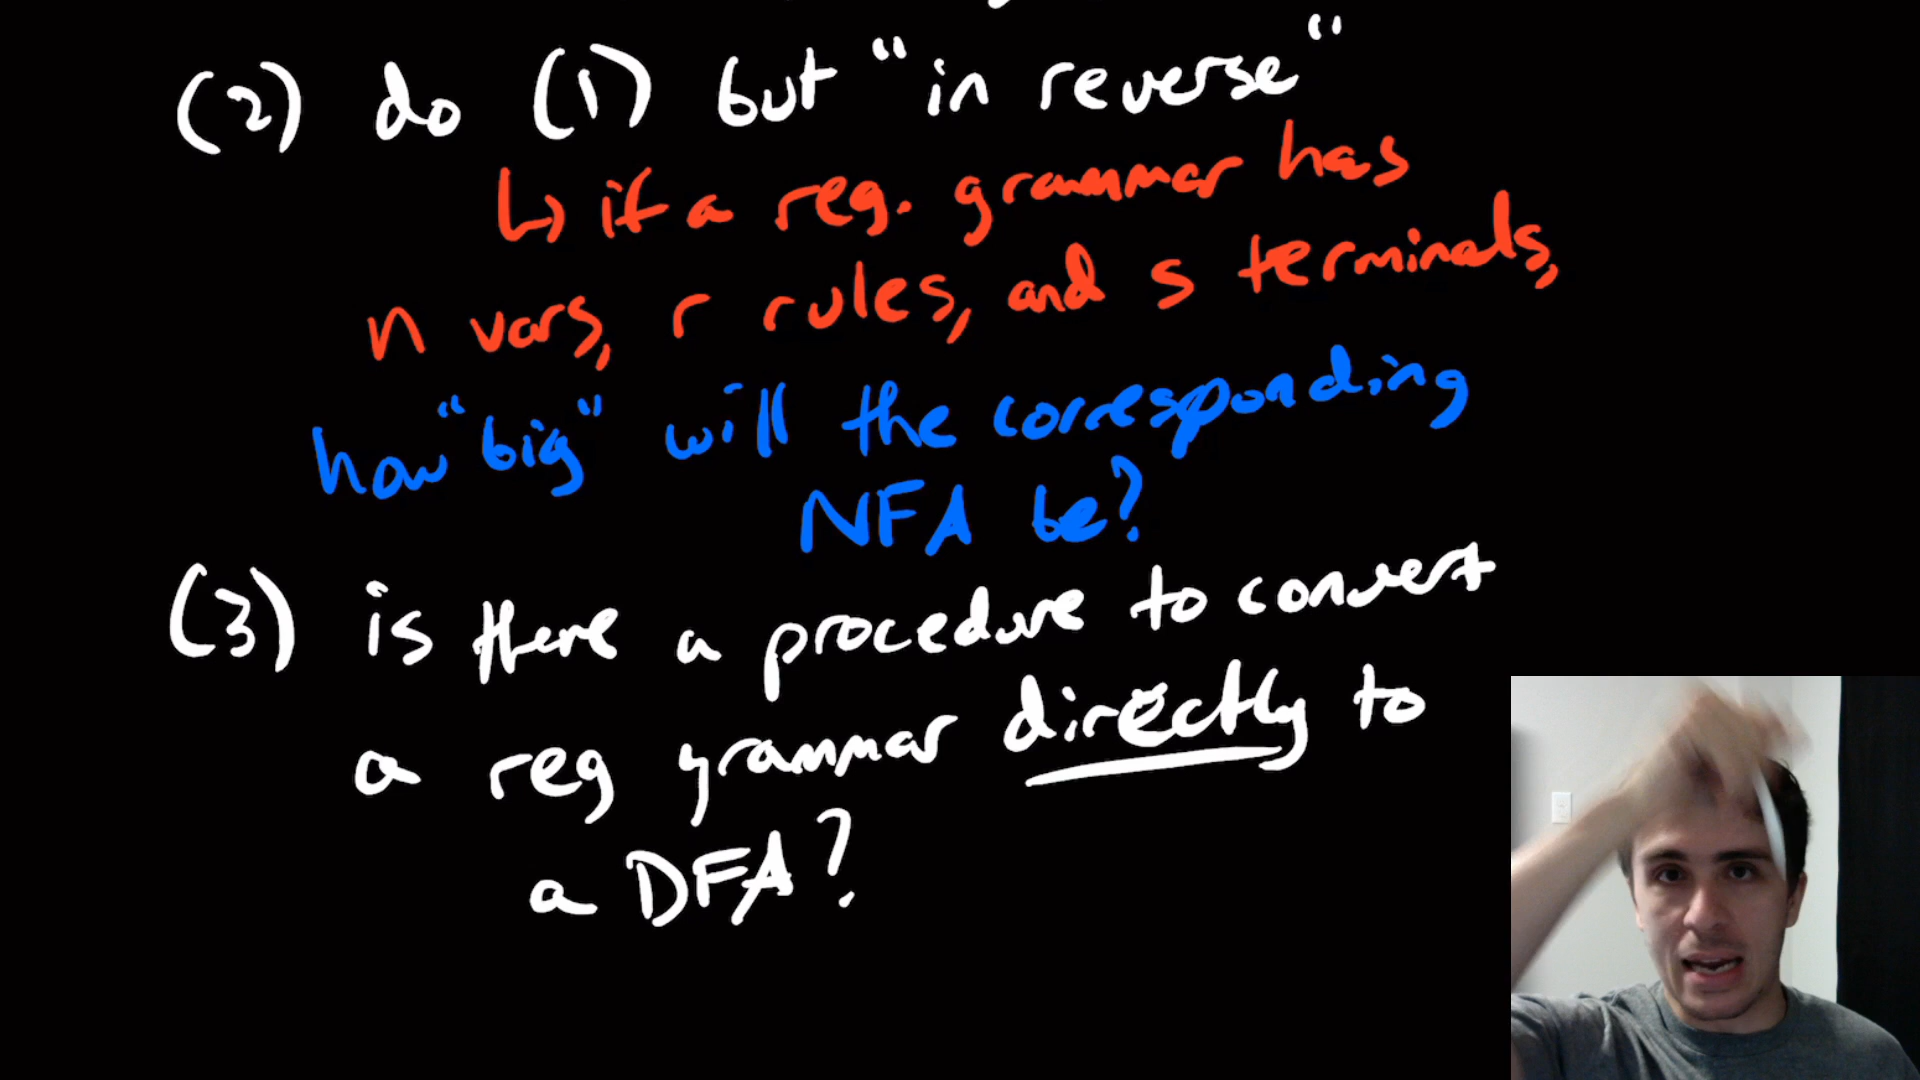 (2) do (1) but "in reverse"
↳ if a reg. grammar has
n vars, r rules, and s terminals,
how "big" will the corresponding
NFA be?
(3) is there a procedure to convert
a reg grammar directly to
a DFA?